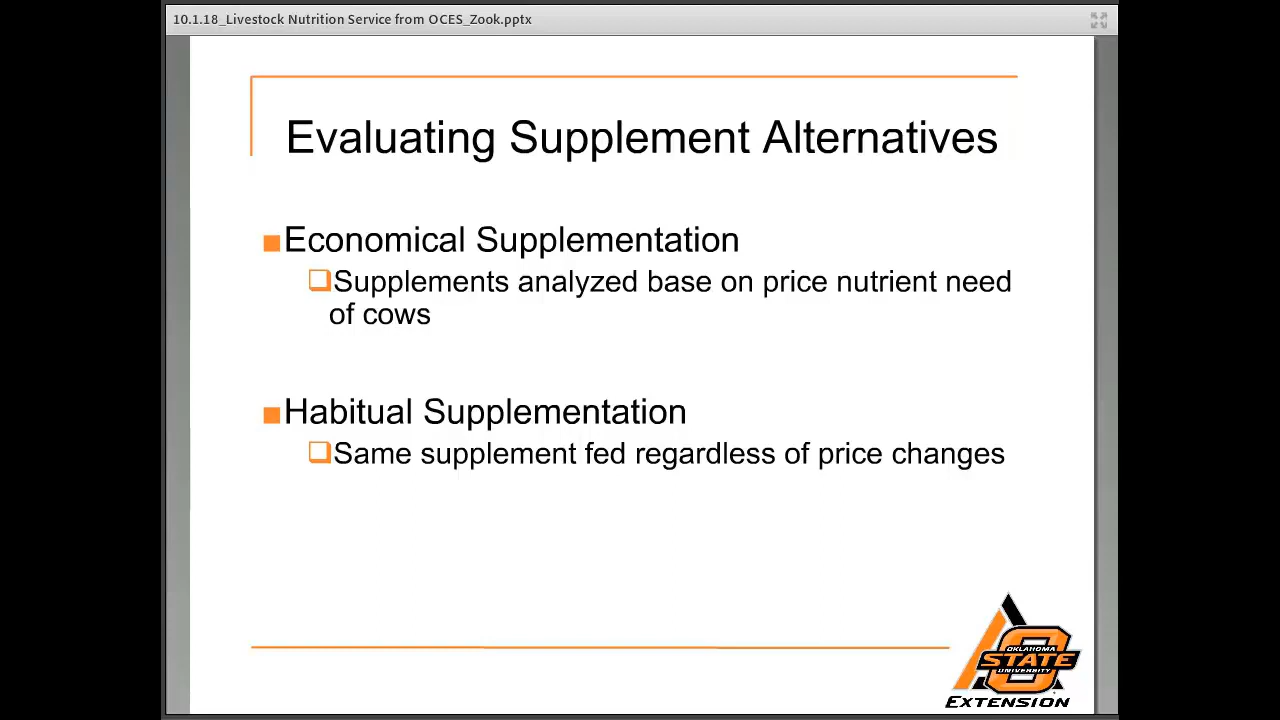 10.1.18_Livestock Nutrition Service from OCES_Zook.pptx
Evaluating Supplement Alternatives
Economical Supplementation
Supplements analyzed base on price nutrient need
of cows
Habitual Supplementation
Same supplement fed regardless of price changes
OKLAHOMA
STATE
UNIVERSITY
EXTENSION